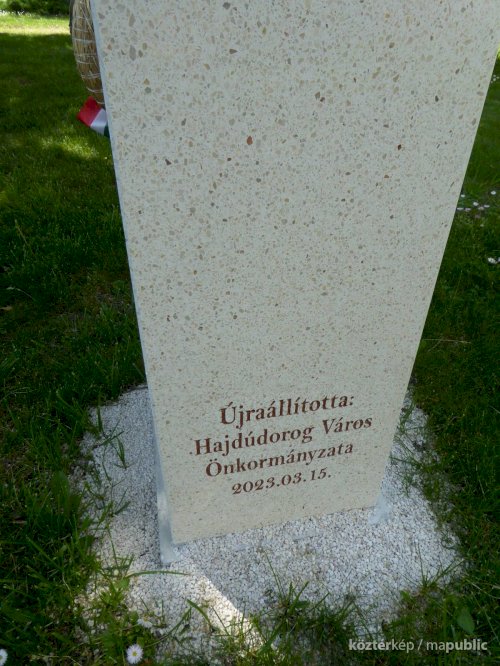 Újraállította:
Hajdúdorog Város
Önkormányzata
2023.03.15.
köztérkép / mapublic